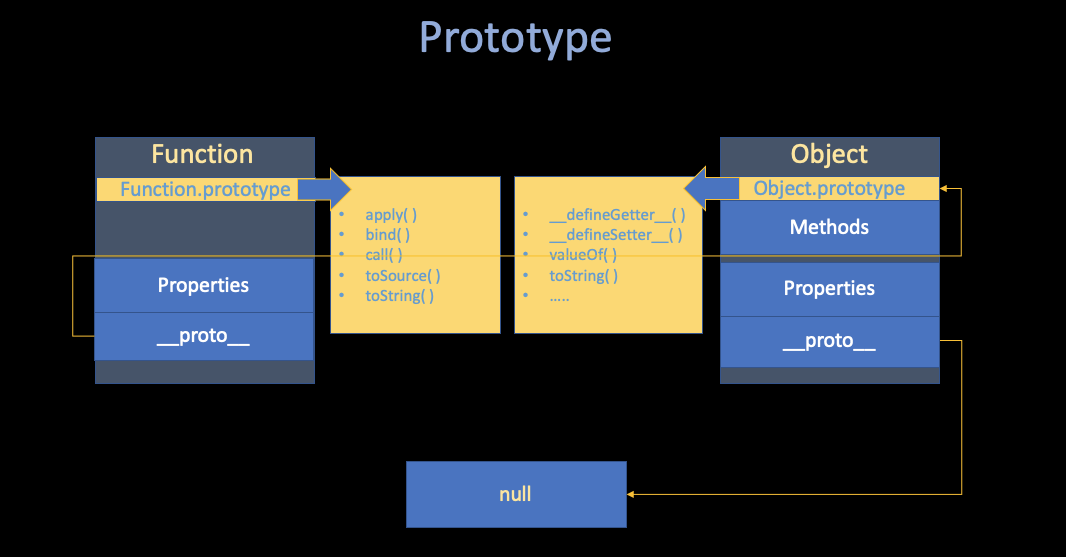 Prototype
Function
Function.prototype
Properties
__proto__
• apply( )
• bind( )
• call( )
• toSource( )
• toString( )
• __defineGetter__( )
• __defineSetter__( )
• valueOf( )
• toString( )
• .....
Object
Object.prototype
Methods
Properties
__proto__
null